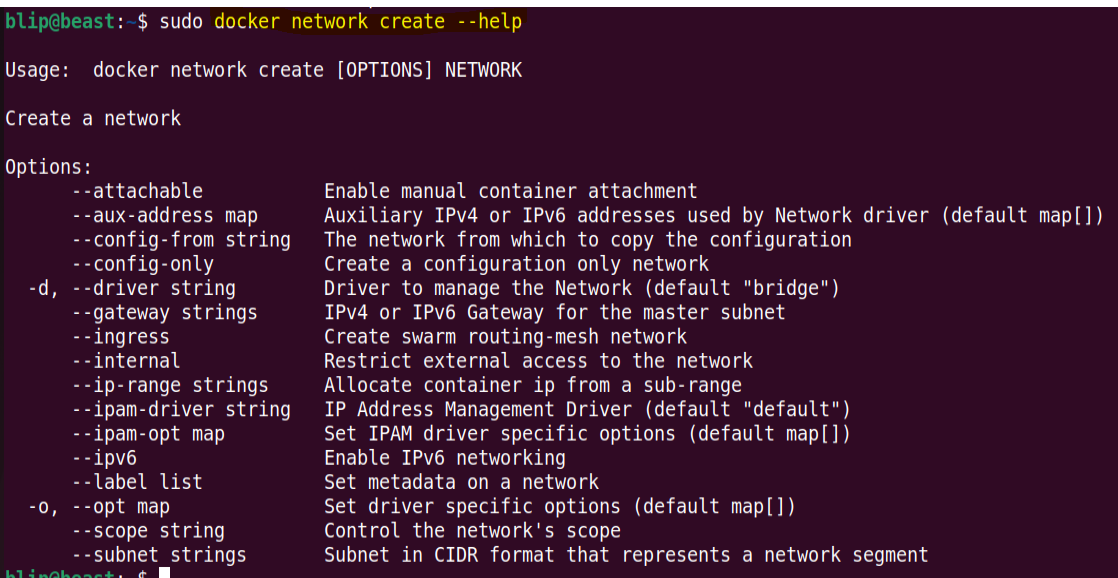 blip@beast:~$ sudo docker network create --help
Usage:  docker network create [OPTIONS] NETWORK
Create a network
Options:
      --attachable           Enable manual container attachment
      --aux-address map      Auxiliary IPv4 or IPv6 addresses used by Network driver (default map[])
      --config-from string   The network from which to copy the configuration
      --config-only          Create a configuration only network
  -d, --driver string        Driver to manage the Network (default "bridge")
      --gateway strings      IPv4 or IPv6 Gateway for the master subnet
      --ingress              Create swarm routing-mesh network
      --internal             Restrict external access to the network
      --ip-range strings     Allocate container ip from a sub-range
      --ipam-driver string   IP Address Management Driver (default "default")
      --ipam-opt map         Set IPAM driver specific options (default map[])
      --ipv6                 Enable IPv6 networking
      --label list           Set metadata on a network
  -o, --opt map              Set driver specific options (default map[])
      --scope string         Control the network's scope
      --subnet strings       Subnet in CIDR format that represents a network segment
blip@beast:~$